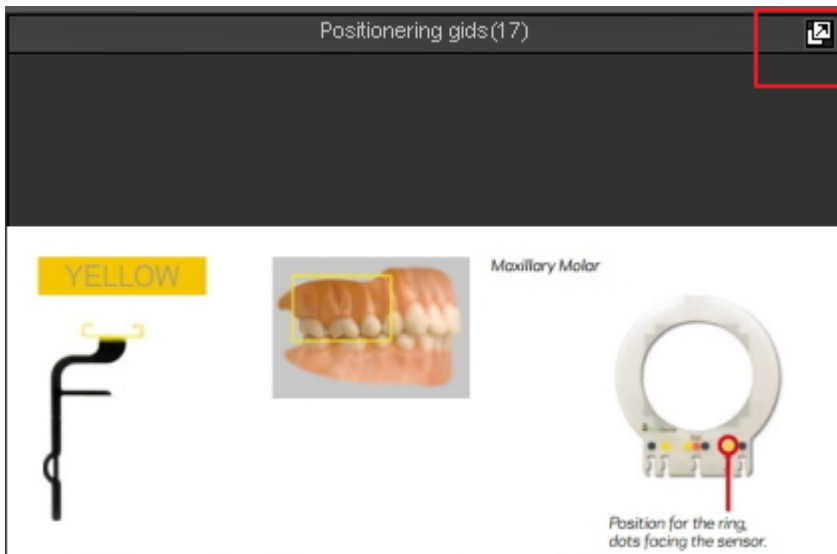 Positionering gids(17)
YELLOW
Maxillary Molar
Position for the ring,
dots facing the sensor.